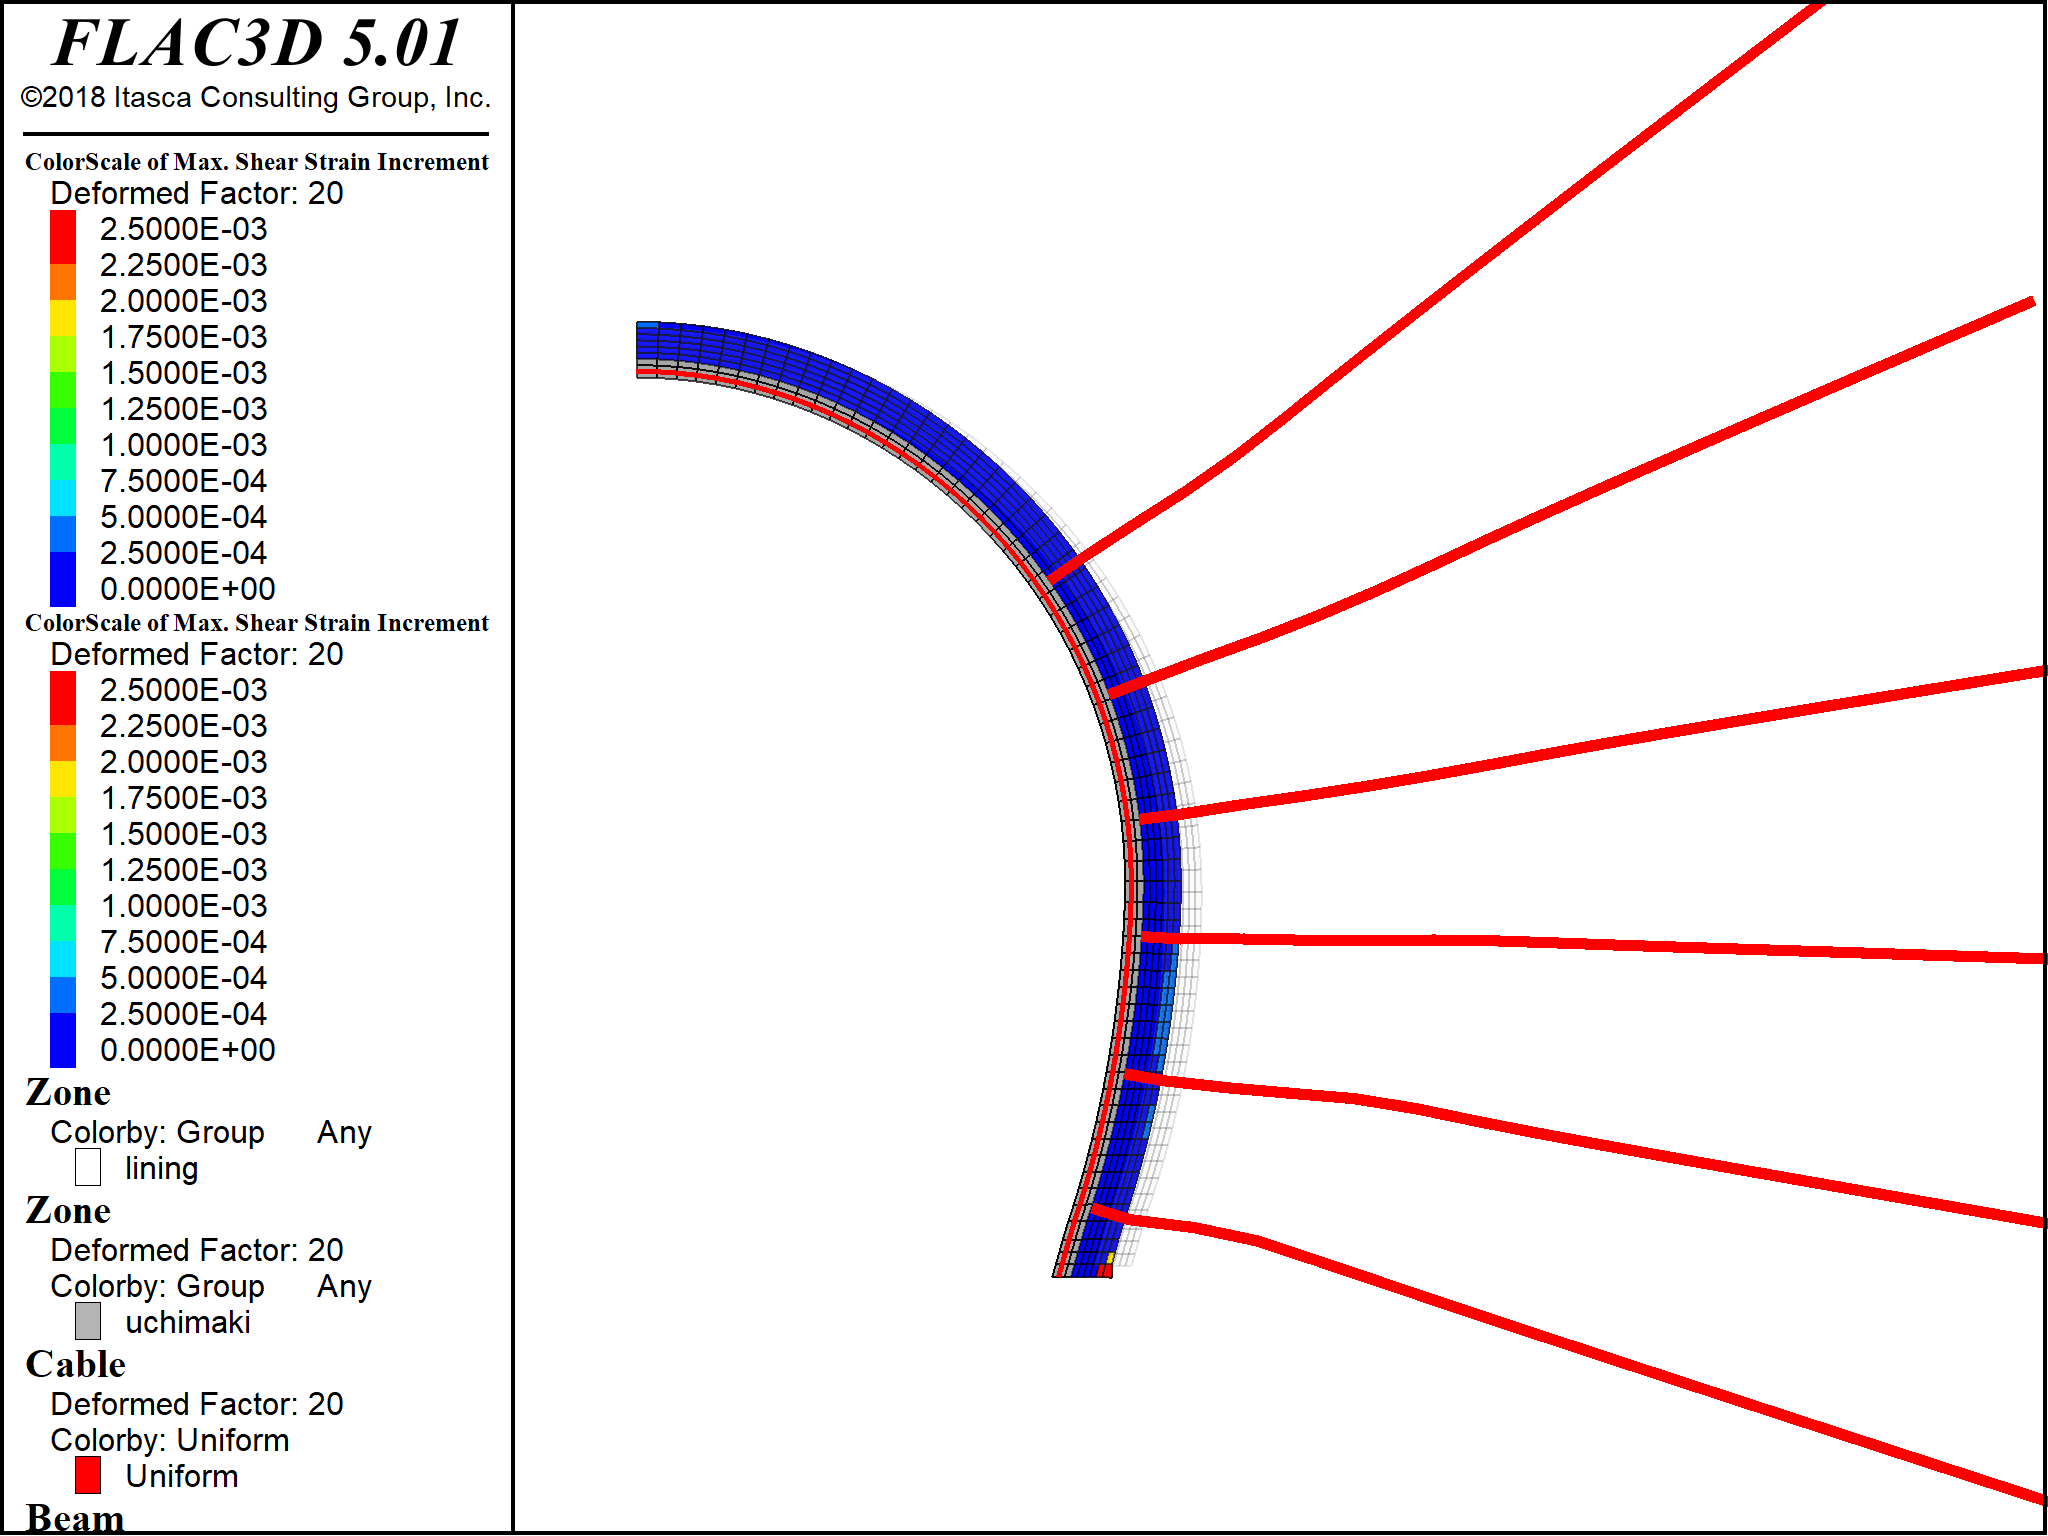 FLAC3D 5.01
©2018 Itasca Consulting Group, Inc.
ColorScale of Max. Shear Strain Increment
Deformed Factor: 20
2.5000E-03
2.2500E-03
2.0000E-03
1.7500E-03
1.5000E-03
1.2500E-03
1.0000E-03
7.5000E-04
5.0000E-04
2.5000E-04
0.0000E+00
ColorScale of Max. Shear Strain Increment
Deformed Factor: 20
2.5000E-03
2.2500E-03
2.0000E-03
1.7500E-03
1.5000E-03
1.2500E-03
1.0000E-03
7.5000E-04
5.0000E-04
2.5000E-04
0.0000E+00
Zone
Colorby: Group Any
lining
Zone
Deformed Factor: 20
Colorby: Group Any
uchimaki
Cable
Deformed Factor: 20
Colorby: Uniform
Uniform
Beam